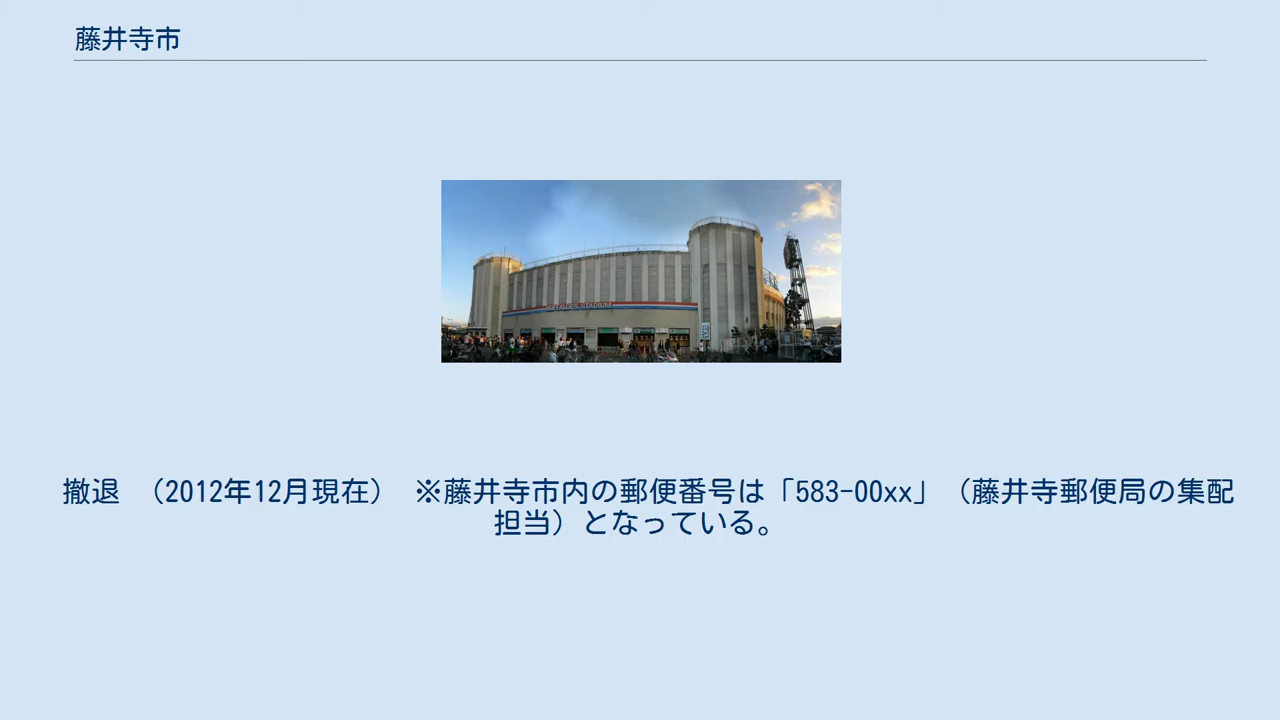 藤井寺市
撤退 （2012年12月現在） ※藤井寺市内の郵便番号は「583-00xx」（藤井寺郵便局の集配
担当）となっている。